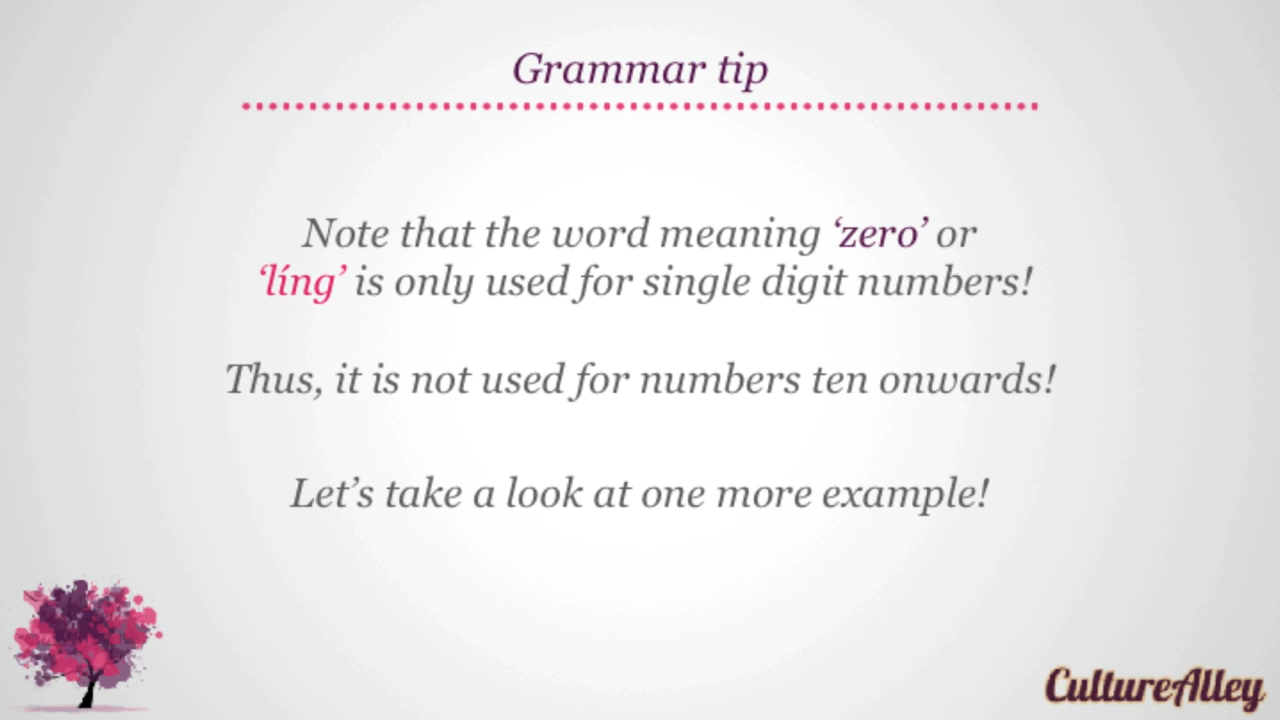 Grammar tip
Note that the word meaning ‘zero’ or
‘líng’ is only used for single digit numbers!
Thus, it is not used for numbers ten onwards!
Let’s take a look at one more example!
CultureAlley